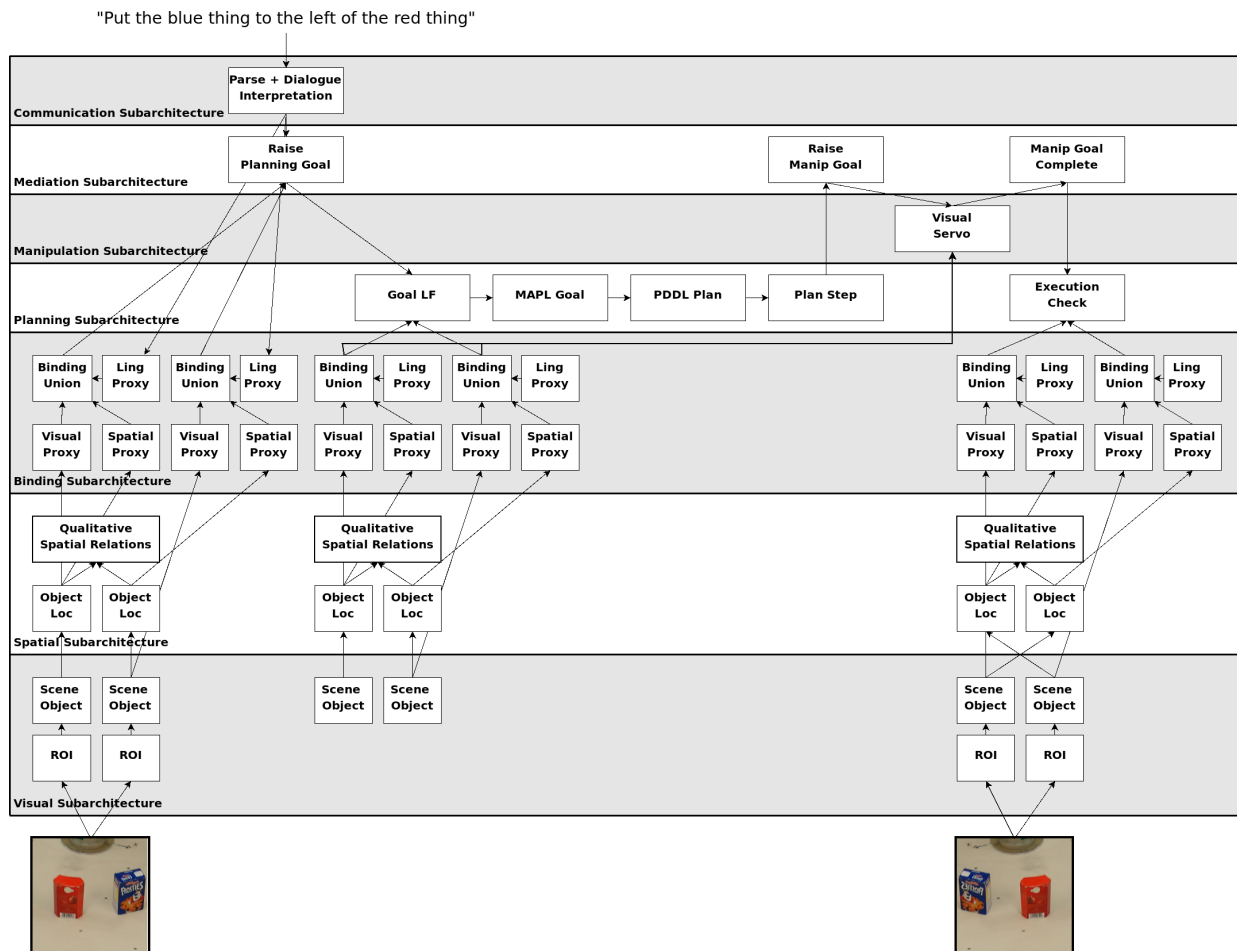 "Put the blue thing to the left of the red thing"
Parse + Dialogue
Interpretation
Communication Subarchitecture
Raise
Planning Goal
Raise
Manip Goal
Manip Goal
Complete
Mediation Subarchitecture
Visual
Servo
Manipulation Subarchitecture
Goal LF
MAPL Goal
PDDL Plan
Plan Step
Execution
Check
Planning Subarchitecture
Binding
Union
Ling
Proxy
Binding
Union
Ling
Proxy
Binding
Union
Ling
Proxy
Binding
Union
Ling
Proxy
Binding
Union
Ling
Proxy
Binding
Union
Ling
Proxy
Visual
Proxy
Spatial
Proxy
Visual
Proxy
Spatial
Proxy
Visual
Proxy
Spatial
Proxy
Visual
Proxy
Spatial
Proxy
Visual
Proxy
Spatial
Proxy
Visual
Proxy
Spatial
Proxy
Binding Subarchitecture
Qualitative
Spatial Relations
Qualitative
Spatial Relations
Qualitative
Spatial Relations
Object
Loc
Object
Loc
Object
Loc
Object
Loc
Object
Loc
Object
Loc
Spatial Subarchitecture
Scene
Object
Scene
Object
Scene
Object
Scene
Object
Scene
Object
Scene
Object
ROI
ROI
ROI
ROI
Visual Subarchitecture